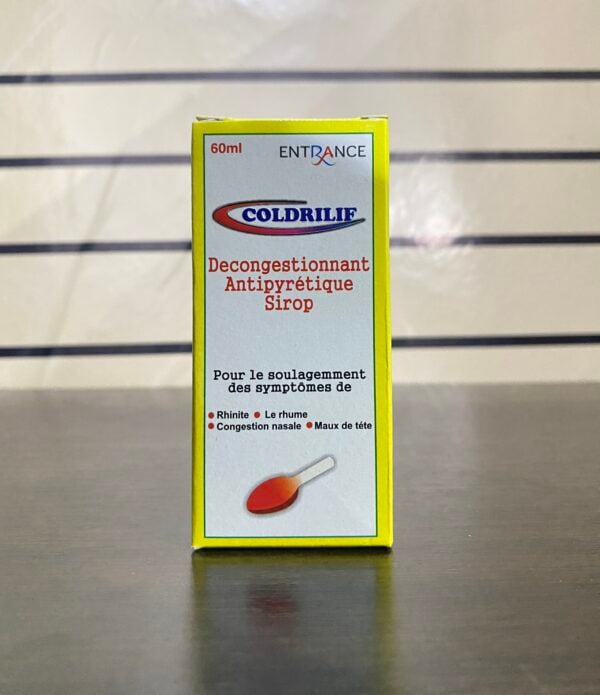 60ml ENTRANCE
COLDRILIF
Decongestionnant
Antipyrétique
Sirop
Pour le soulagemment
des symptômes de
• Rhinite • Le rhume
• Congestion nasale • Maux de téte